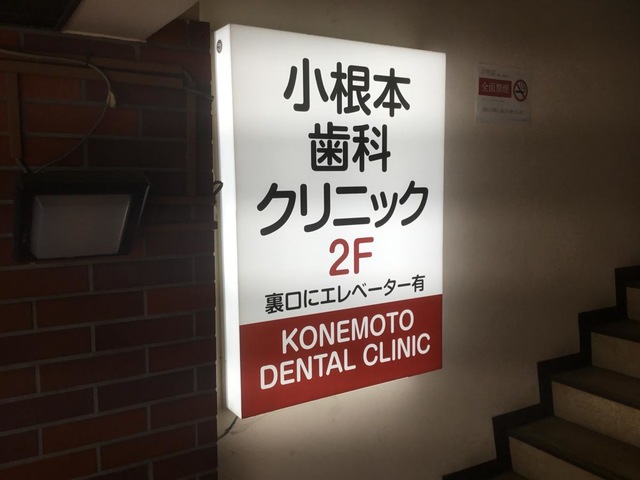 小根本
歯科
クリニック
2F
裏口にエレベーター有
KONEMOTO
DENTAL CLINIC
全面禁煙